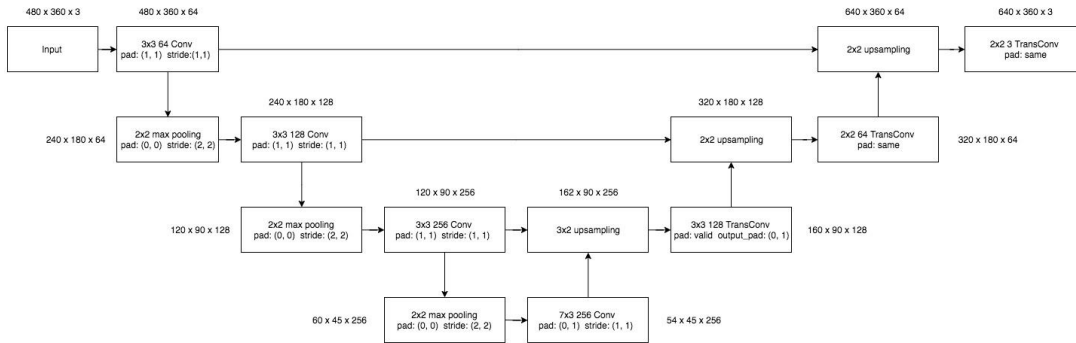 480 x 360 x 3
480 x 360 x 64
640 x 360 x 64
640 x 360 x 3
Input
3x3 64 Conv
pad: (1, 1)  stride:(1,1)
2x2 upsampling
2x2 3 TransConv
pad: same
240 x 180 x 128
320 x 180 x 128
240 x 180 x 64
2x2 max pooling
pad: (0, 0)  stride: (2, 2)
3x3 128 Conv
pad: (1, 1)  stride: (1, 1)
2x2 upsampling
2x2 64 TransConv
pad: same
320 x 180 x 64
120 x 90 x 256
162 x 90 x 256
120 x 90 x 128
2x2 max pooling
pad: (0, 0)  stride: (2, 2)
3x3 256 Conv
pad: (1, 1)  stride: (1, 1)
3x2 upsampling
3x3 128 TransConv
pad: valid  output_pad: (0, 1)
160 x 90 x 128
60 x 45 x 256
2x2 max pooling
pad: (0, 0)  stride: (2, 2)
7x3 256 Conv
pad: (0, 1)  stride: (1, 1)
54 x 45 x 256